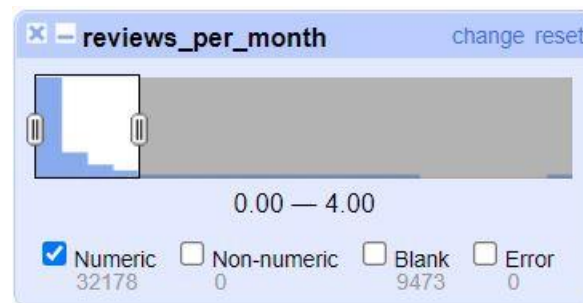 reviews_per_month change reset
0.00 — 4.00
Numeric Non-numeric Blank Error
32178 0 9473 0